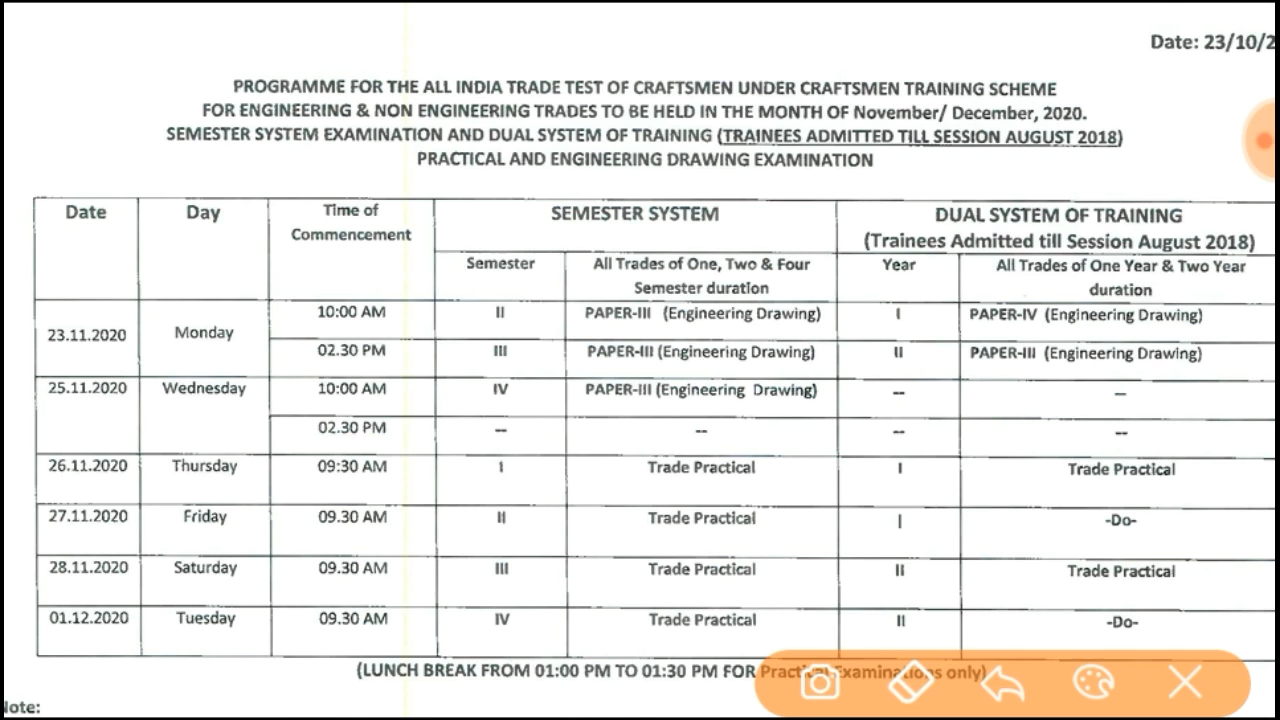 Date: 23/10/2
PROGRAMME FOR THE ALL INDIA TRADE TEST OF CRAFTSMEN UNDER CRAFTSMEN TRAINING SCHEME
FOR ENGINEERING & NON ENGINEERING TRADES TO BE HELD IN THE MONTH OF November/ December, 2020.
SEMESTER SYSTEM EXAMINATION AND DUAL SYSTEM OF TRAINING (TRAINEES ADMITTED TILL SESSION AUGUST 2018)
PRACTICAL AND ENGINEERING DRAWING EXAMINATION
Date Day Time of Commencement SEMESTER SYSTEM DUAL SYSTEM OF TRAINING
(Trainees Admitted till Session August 2018)
Semester All Trades of One, Two & Four Semester duration Year All Trades of One Year & Two Year duration
23.11.2020 Monday 10:00 AM II PAPER-III (Engineering Drawing) I PAPER-IV (Engineering Drawing)
02.30 PM III PAPER-III (Engineering Drawing) II PAPER-III (Engineering Drawing)
25.11.2020 Wednesday 10:00 AM IV PAPER-III (Engineering Drawing) -- --
02.30 PM -- -- -- --
26.11.2020 Thursday 09:30 AM I Trade Practical I Trade Practical
27.11.2020 Friday 09.30 AM II Trade Practical I -Do-
28.11.2020 Saturday 09.30 AM III Trade Practical II Trade Practical
01.12.2020 Tuesday 09.30 AM IV Trade Practical II -Do-
(LUNCH BREAK FROM 01:00 PM TO 01:30 PM FOR Practical Examinations only)
lote: